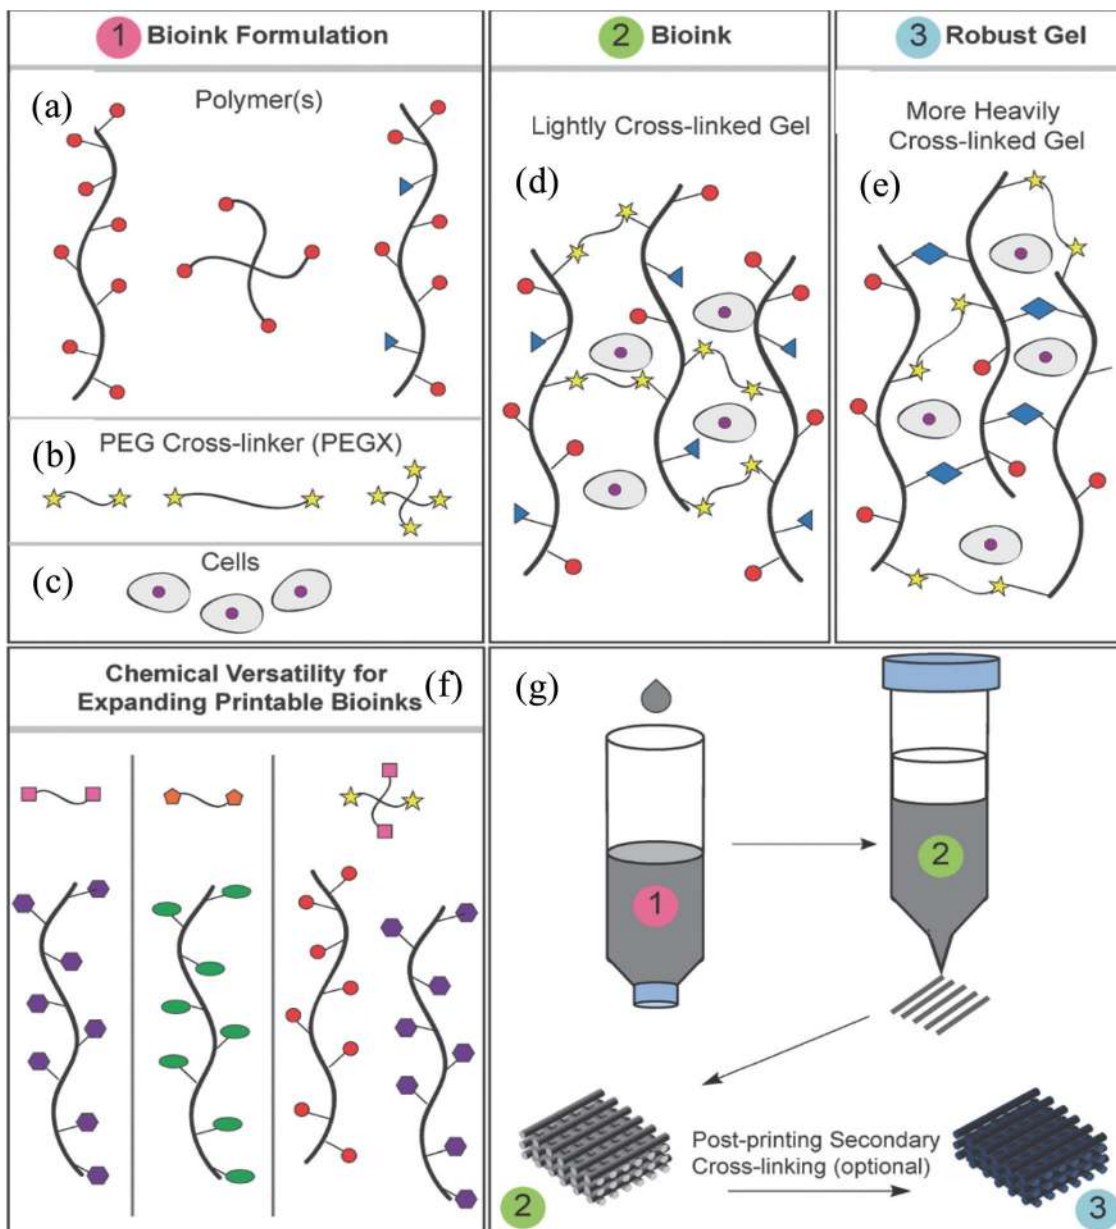 1 Bioink Formulation
(a)
Polymer(s)
(b)
PEG Cross-linker (PEGX)
(c)
Cells
2 Bioink
Lightly Cross-linked Gel
(d)
3 Robust Gel
More Heavily
Cross-linked Gel
(e)
Chemical Versatility for
Expanding Printable Bioinks
(f)
(g)
1
2
2
Post-printing Secondary
Cross-linking (optional)
3